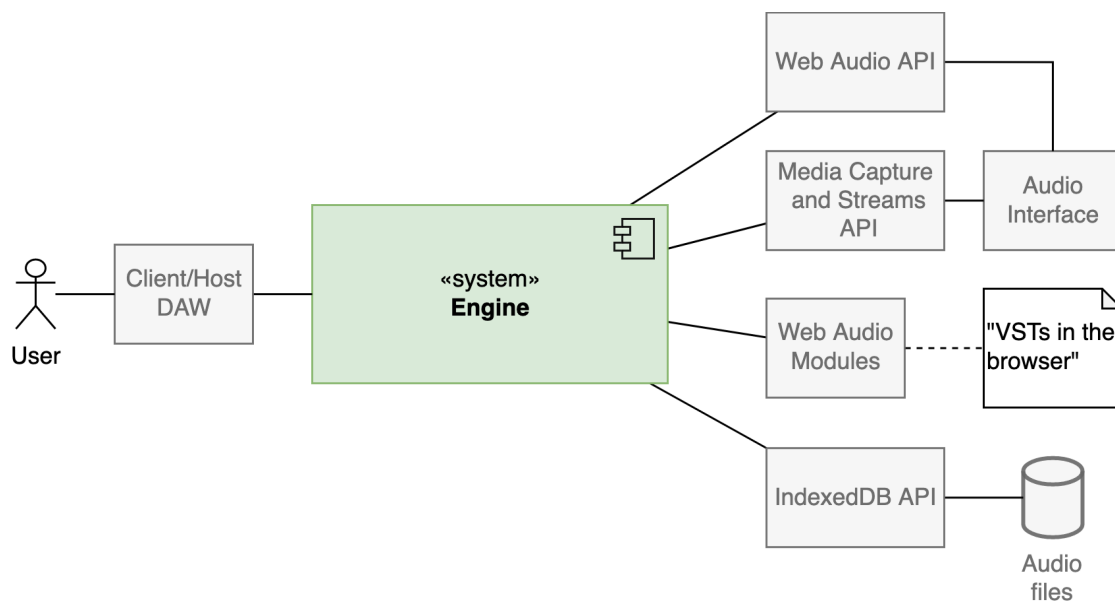 Web Audio API
Media Capture
and Streams
API
Audio
Interface
Client/Host
DAW
«system»
Engine
User
Web Audio
Modules
"VSTs in the
browser"
IndexedDB API
Audio
files